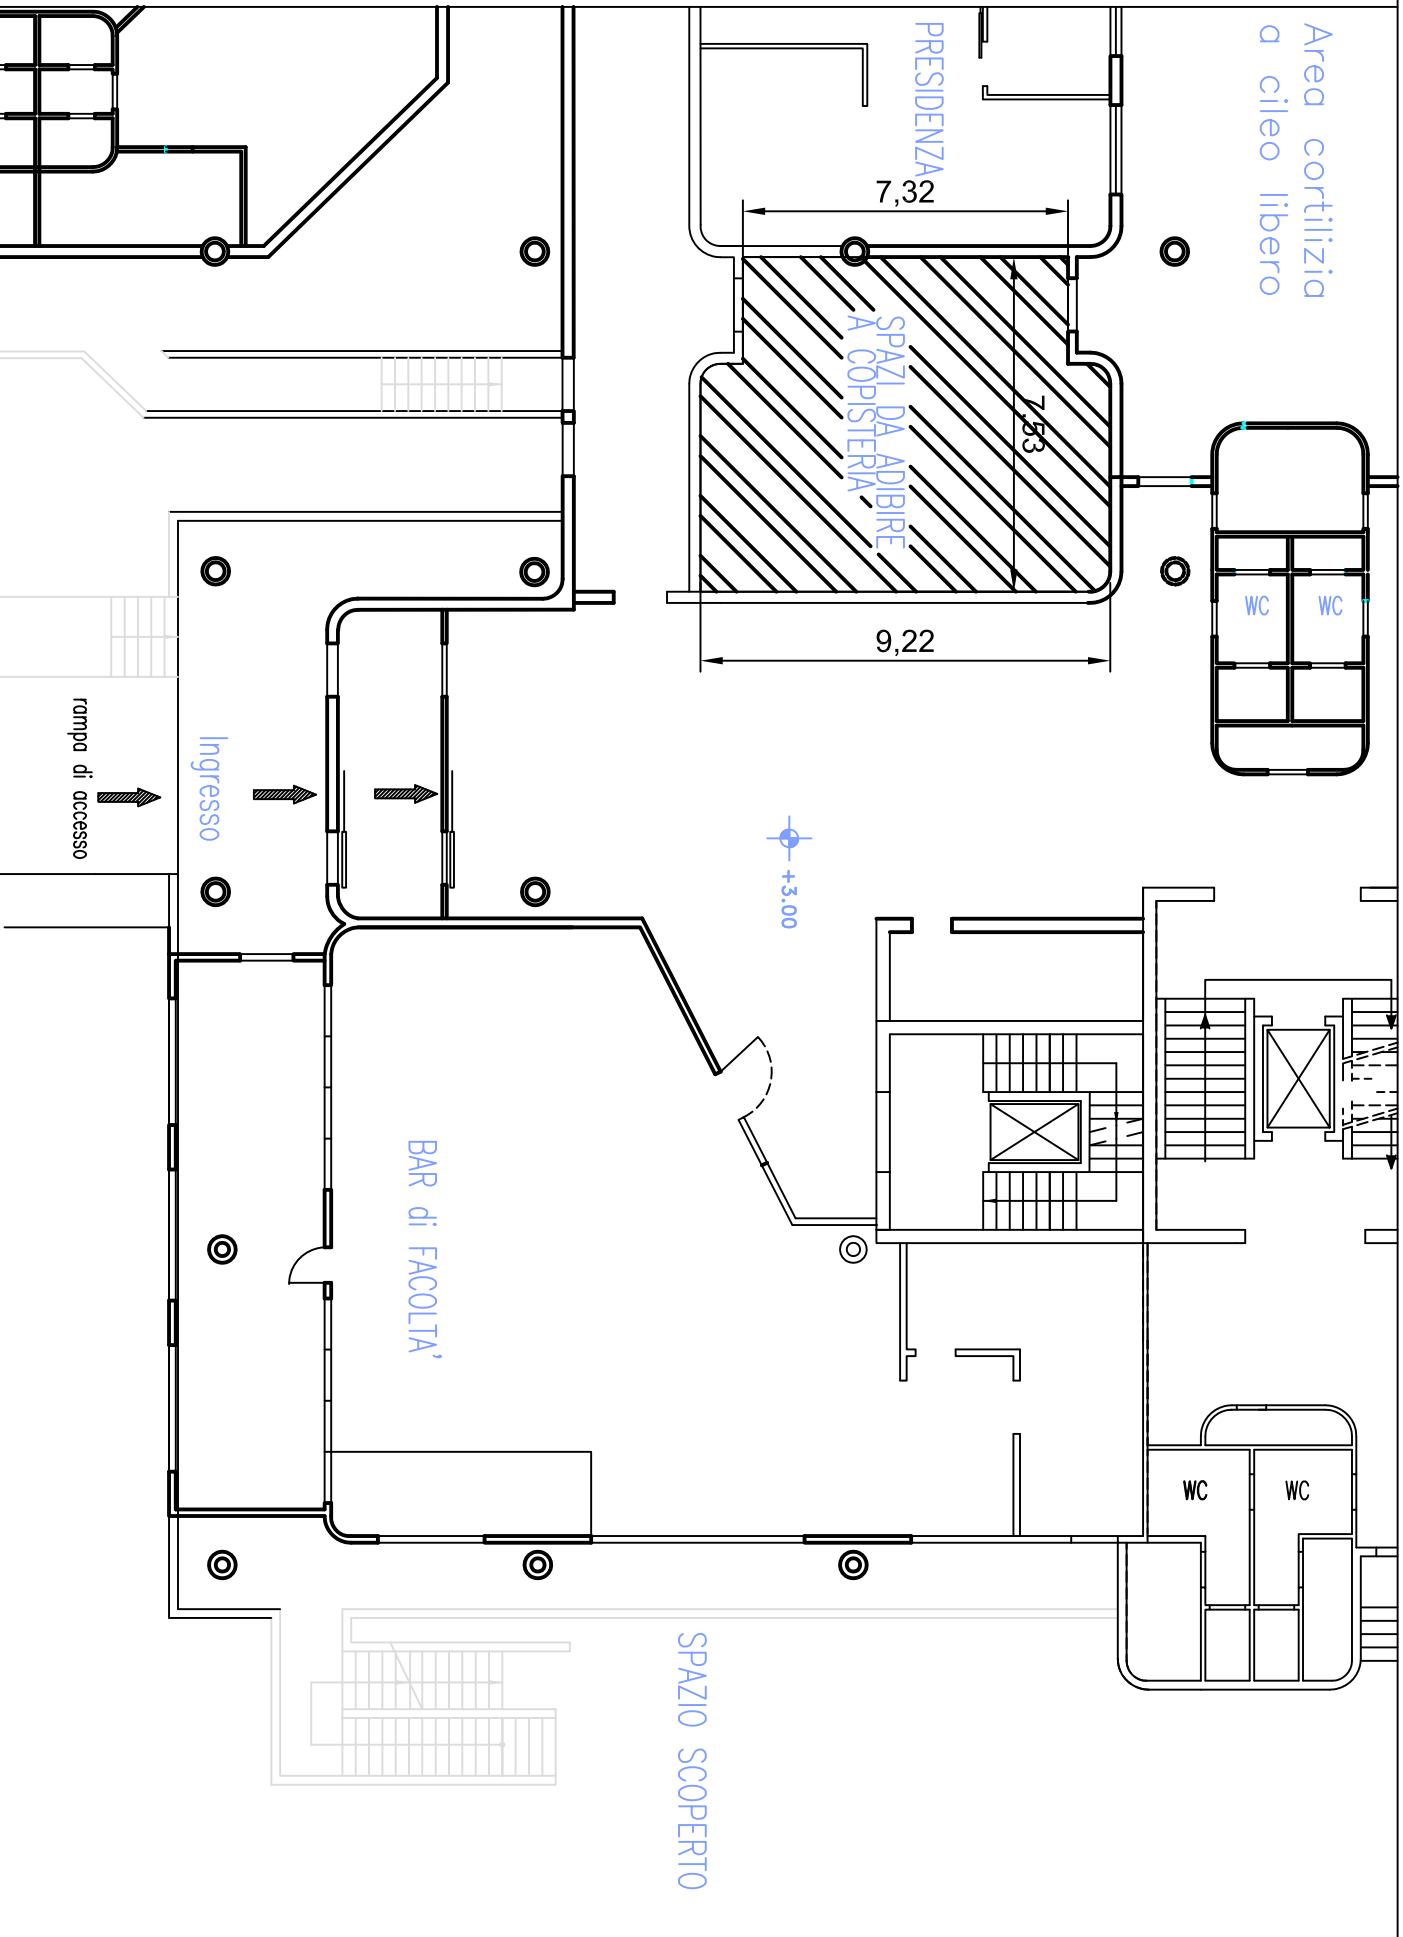 Area cortilizia
a cileo libero
PRESIDENZA
7,32
SPAZI DA ADIBIRE
A COPISTERIA
7,53
9,22
WC
WC
+3.00
Ingresso
rampa di accesso
BAR di FACOLTA'
WC
WC
SPAZIO SCOPERTO